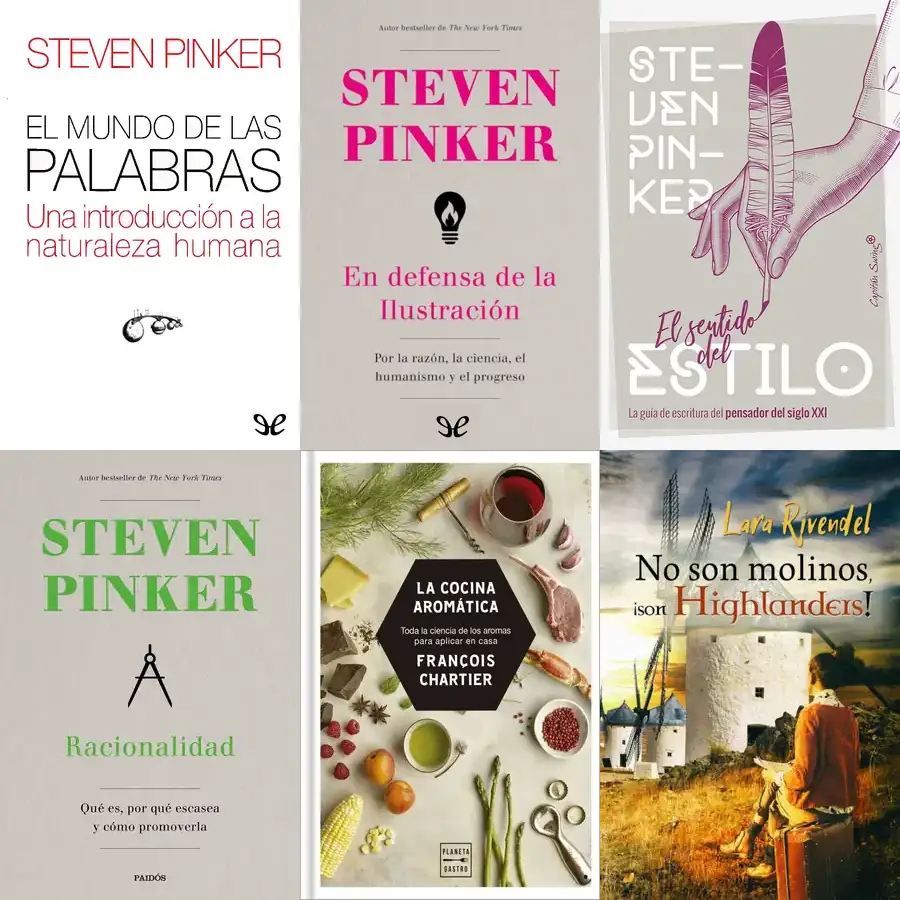 STEVEN PINKER
EL MUNDO DE LAS
PALABRAS
Una introducción a la
naturaleza humana
Autor bestseller de The New York Times
STEVEN
PINKER
En defensa de la
Ilustración
Por la razón, la ciencia, el
humanismo y el progreso
STE–
VEN
PIN–
KER
El sentido
del
ESTILO
La guía de escritura del pensador del siglo XXI
Capitán Swing
Autor bestseller de The New York Times
STEVEN
PINKER
Racionalidad
Qué es, por qué escasea
y cómo promoverla
PAIDÓS
LA COCINA
AROMÁTICA
Toda la ciencia de los aromas
para aplicar en casa
FRANÇOIS
CHARTIER
PLANETA
GASTRO
Lara Rivendel
No son molinos,
¡son Highlanders!